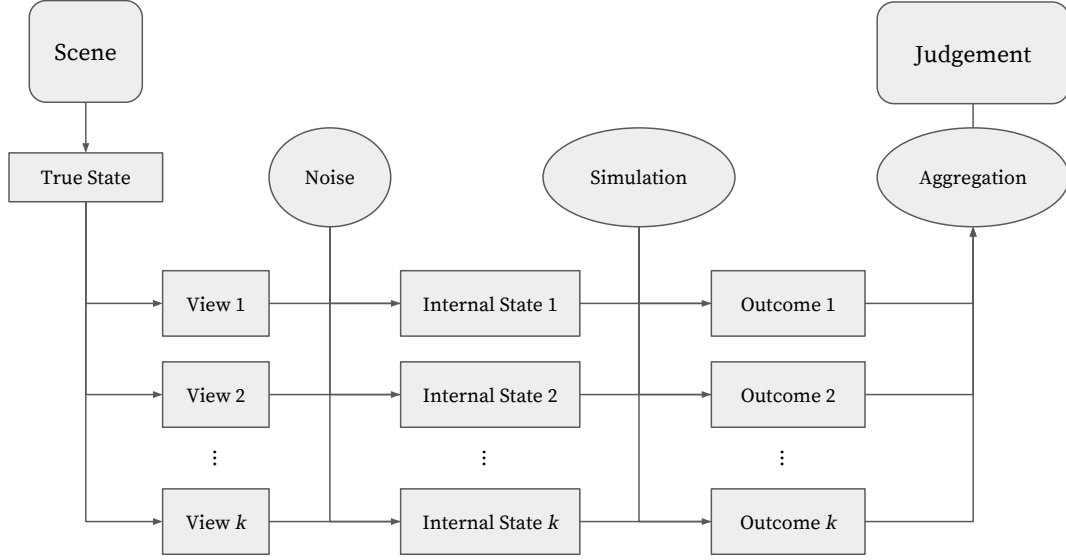 Scene
Judgement
True State
Noise
Simulation
Aggregation
View 1
Internal State 1
Outcome 1
View 2
Internal State 2
Outcome 2
⋮
⋮
⋮
View k
Internal State k
Outcome k